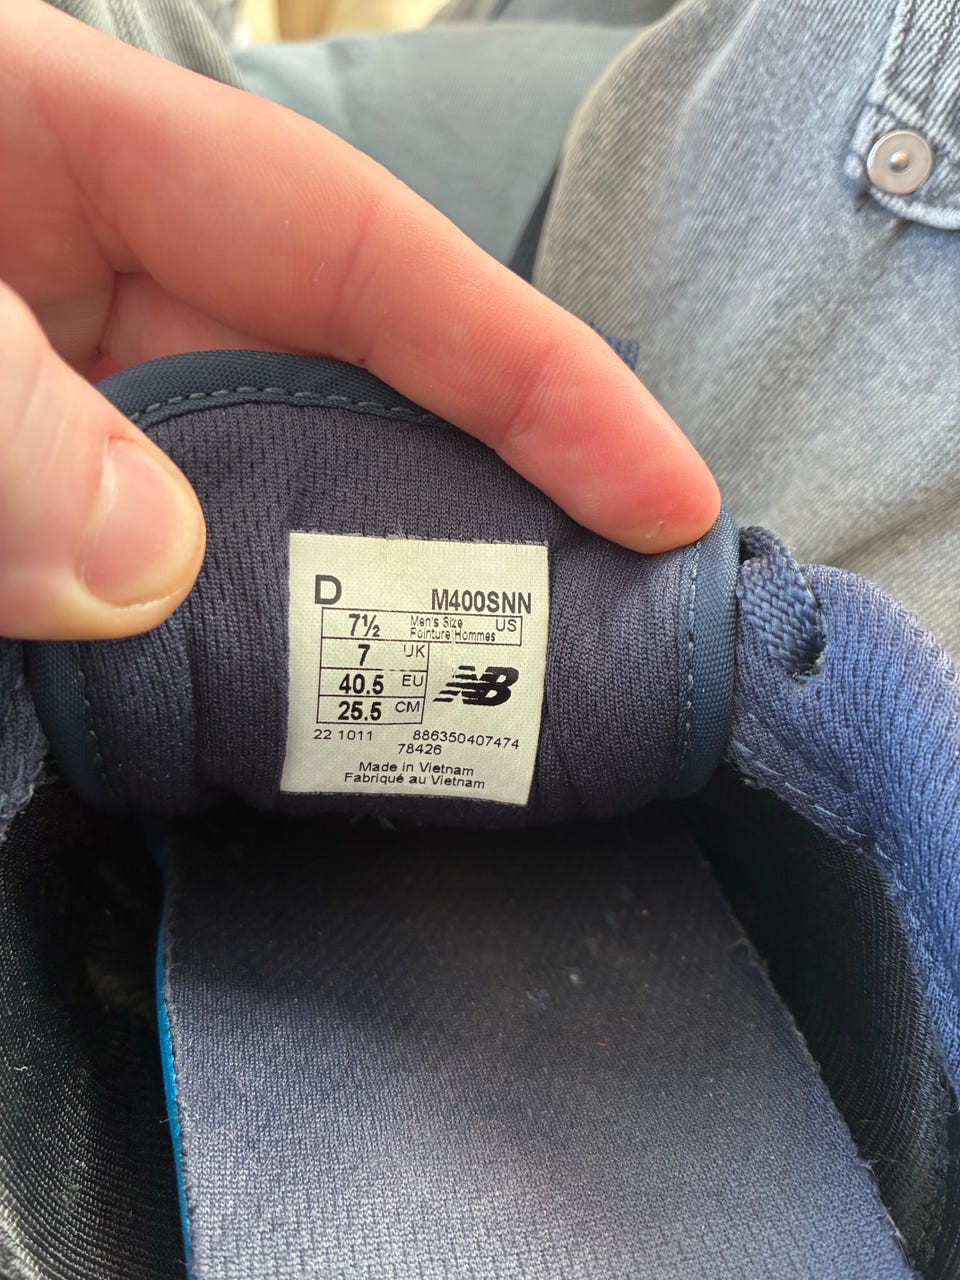 D M400SNN
7½ Men's Size US
Pointure Hommes
7 UK
40.5 EU
NB
25.5 CM
22 1011 886350407474
78426
Made in Vietnam
Fabriqué au Vietnam